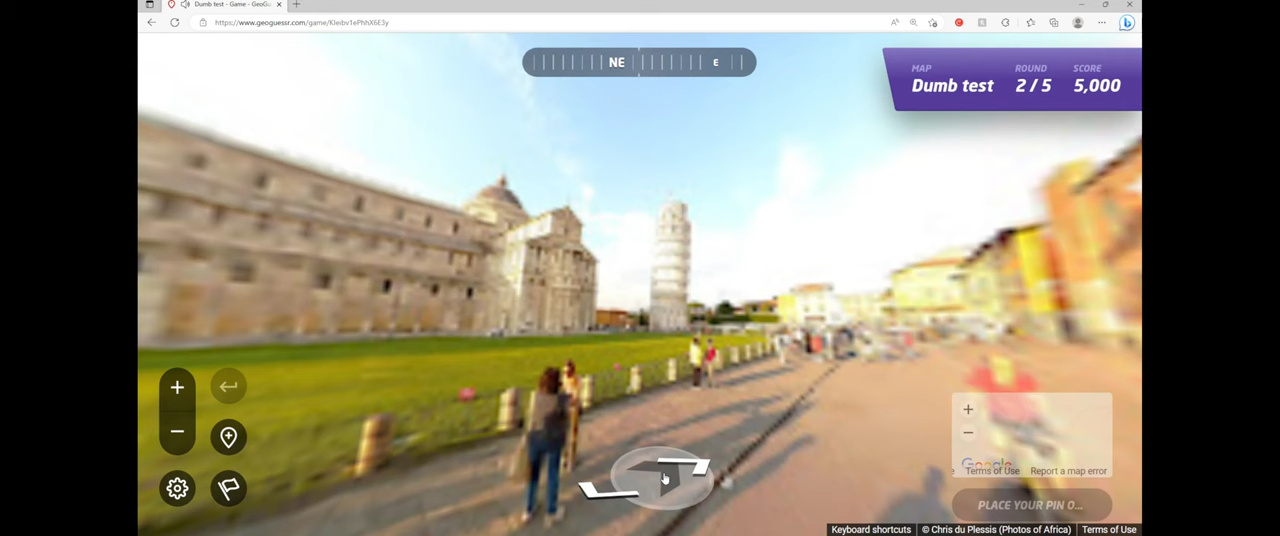 Dumb test - Game - GeoGu
https://www.geoguessr.com/game/Kleibv1ePhhX6E3y
NE E
MAP ROUND SCORE
Dumb test 2 / 5 5,000
Google
Terms of Use Report a map error
PLACE YOUR PIN O...
Keyboard shortcuts © Chris du Plessis (Photos of Africa) Terms of Use